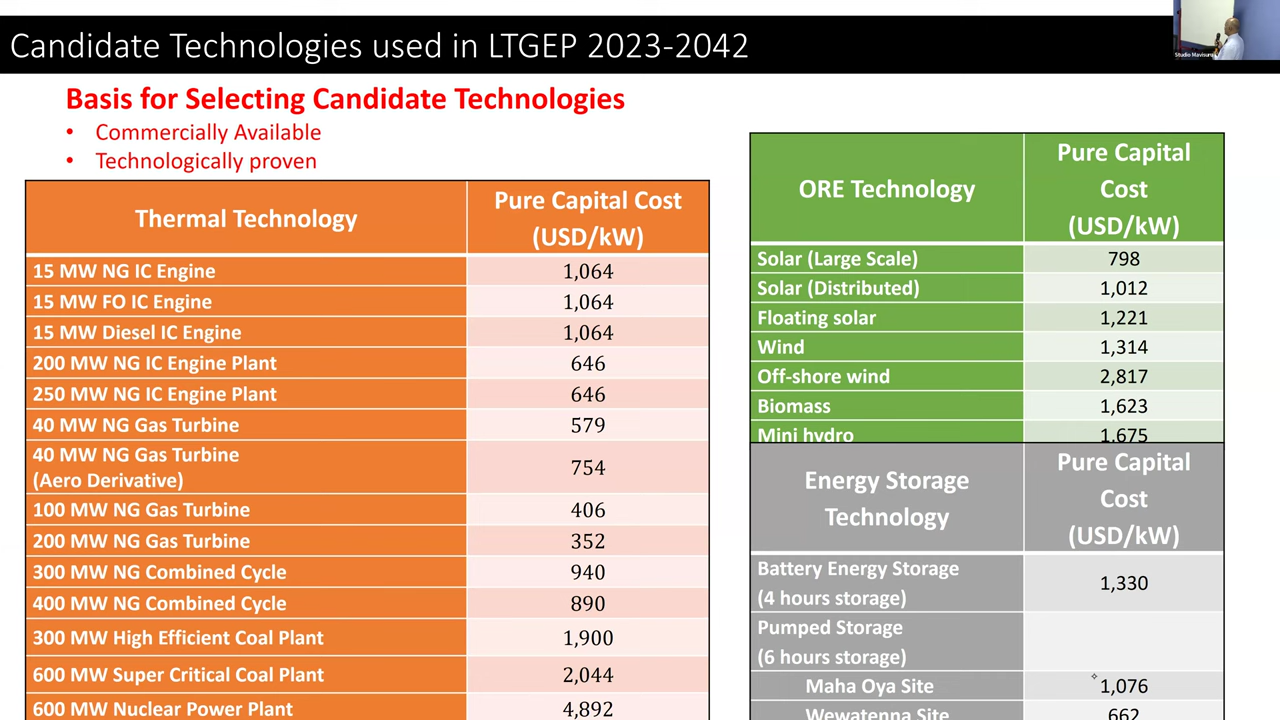 Candidate Technologies used in LTGEP 2023-2042
Basis for Selecting Candidate Technologies
• Commercially Available
• Technologically proven
Thermal Technology
Pure Capital Cost
(USD/kW)
15 MW NG IC Engine 1,064
15 MW FO IC Engine 1,064
15 MW Diesel IC Engine 1,064
200 MW NG IC Engine Plant 646
250 MW NG IC Engine Plant 646
40 MW NG Gas Turbine 579
40 MW NG Gas Turbine
(Aero Derivative) 754
100 MW NG Gas Turbine 406
200 MW NG Gas Turbine 352
300 MW NG Combined Cycle 940
400 MW NG Combined Cycle 890
300 MW High Efficient Coal Plant 1,900
600 MW Super Critical Coal Plant 2,044
600 MW Nuclear Power Plant 4,892
ORE Technology
Pure Capital
Cost
(USD/kW)
Solar (Large Scale) 798
Solar (Distributed) 1,012
Floating solar 1,221
Wind 1,314
Off-shore wind 2,817
Biomass 1,623
Mini hydro 1,675
Energy Storage
Technology
Pure Capital
Cost
(USD/kW)
Battery Energy Storage
(4 hours storage) 1,330
Pumped Storage
(6 hours storage)
Maha Oya Site 1,076
Wewatenna Site 662
Studio